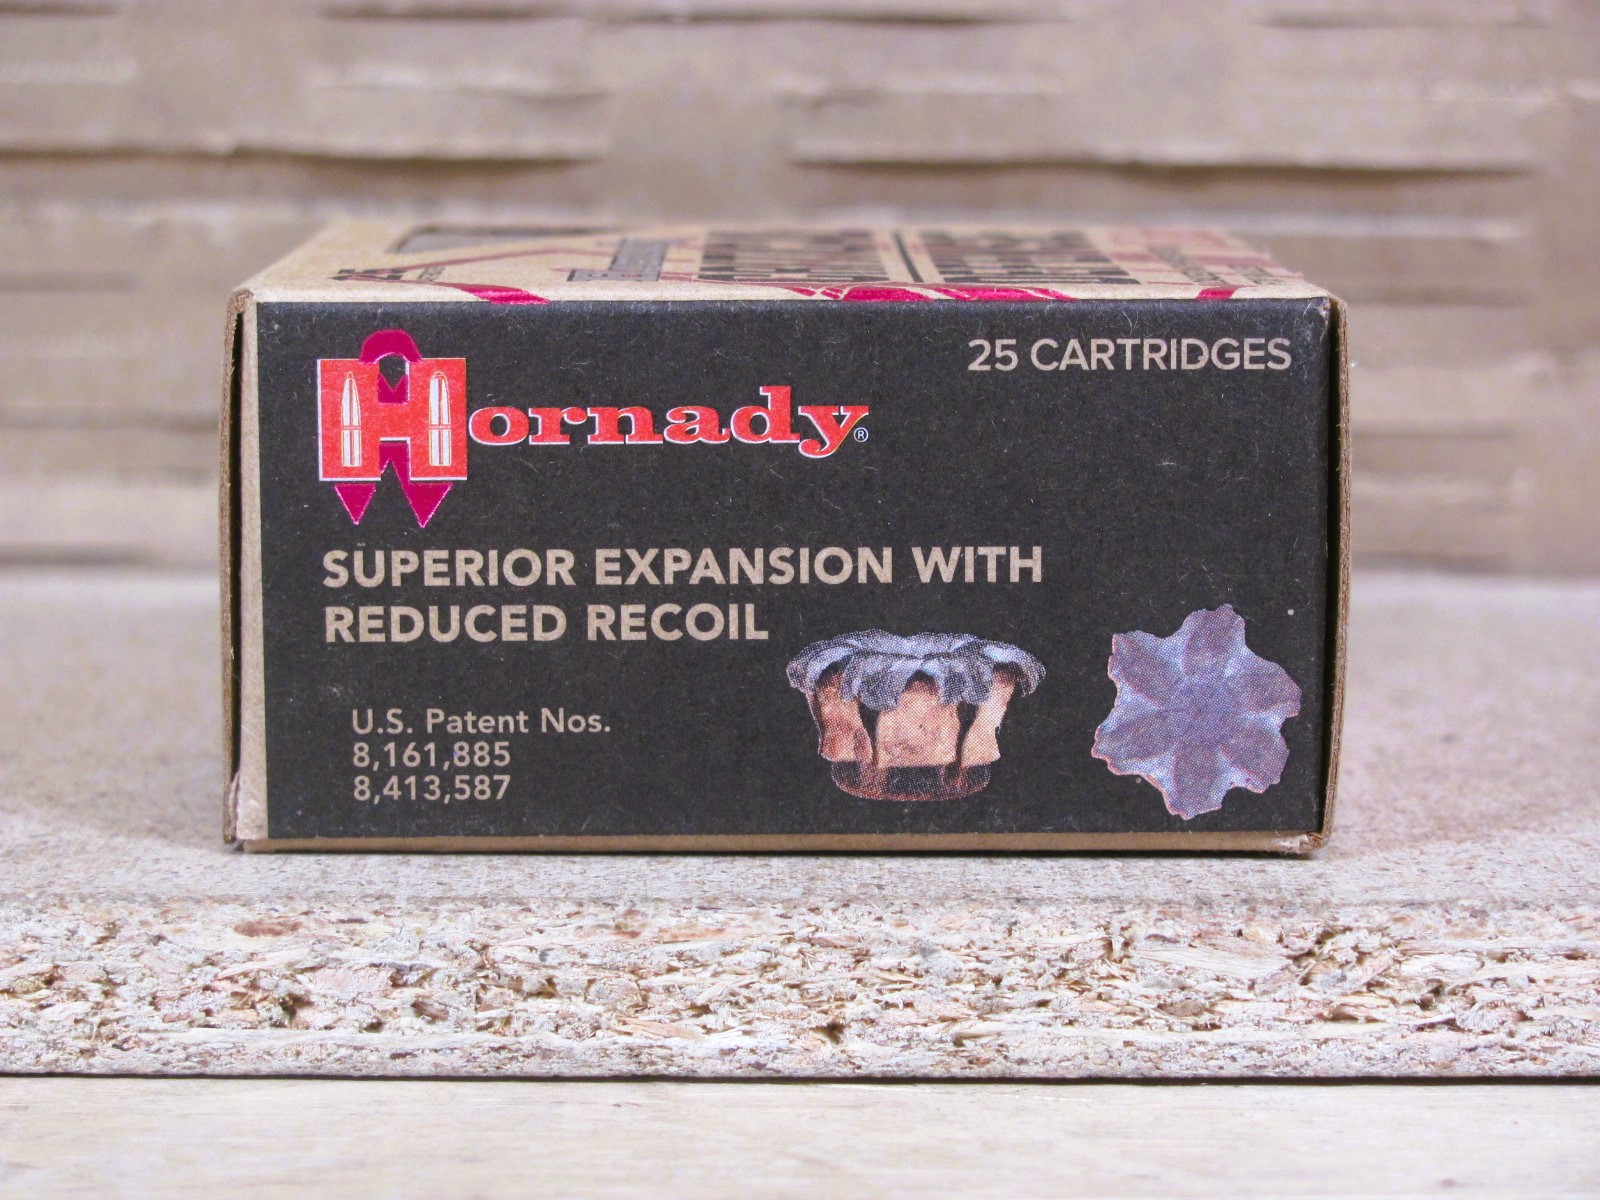 Hornady®
25 CARTRIDGES
SUPERIOR EXPANSION WITH
REDUCED RECOIL
U.S. Patent Nos.
8,161,885
8,413,587